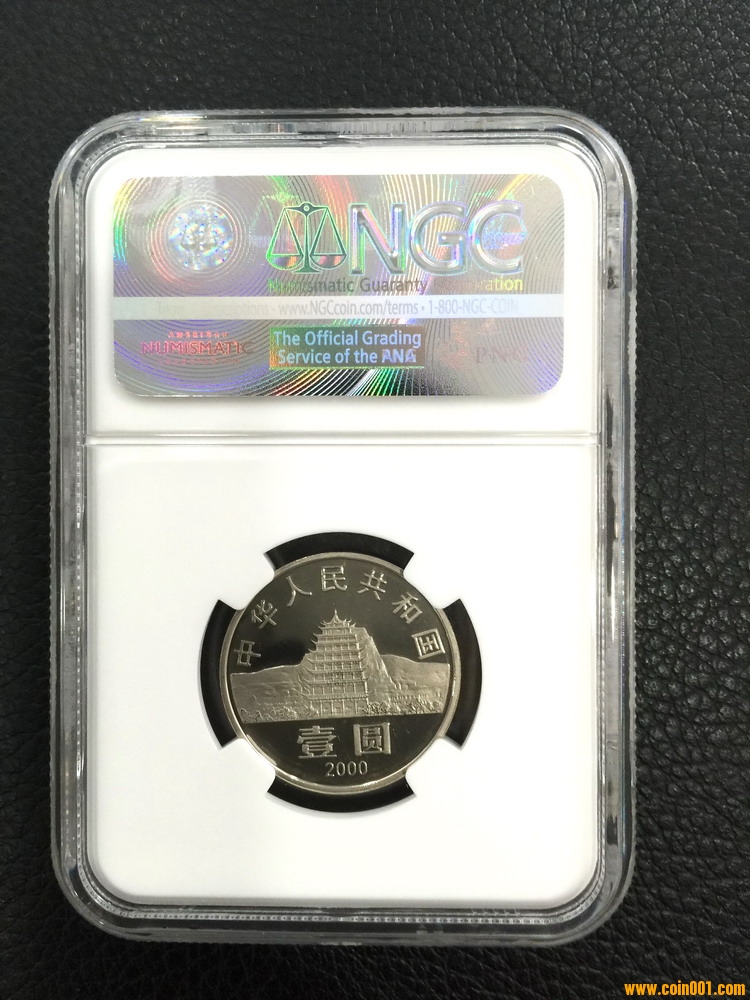 NGC
Numismatic Guaranty
www.NGCcoin.com/terms • 1-800-NGC-COIN
NUMISMATIC
The Official Grading
Service of the ANA
PNG
中华人民共和国
壹圆
2000
www.coin001.com